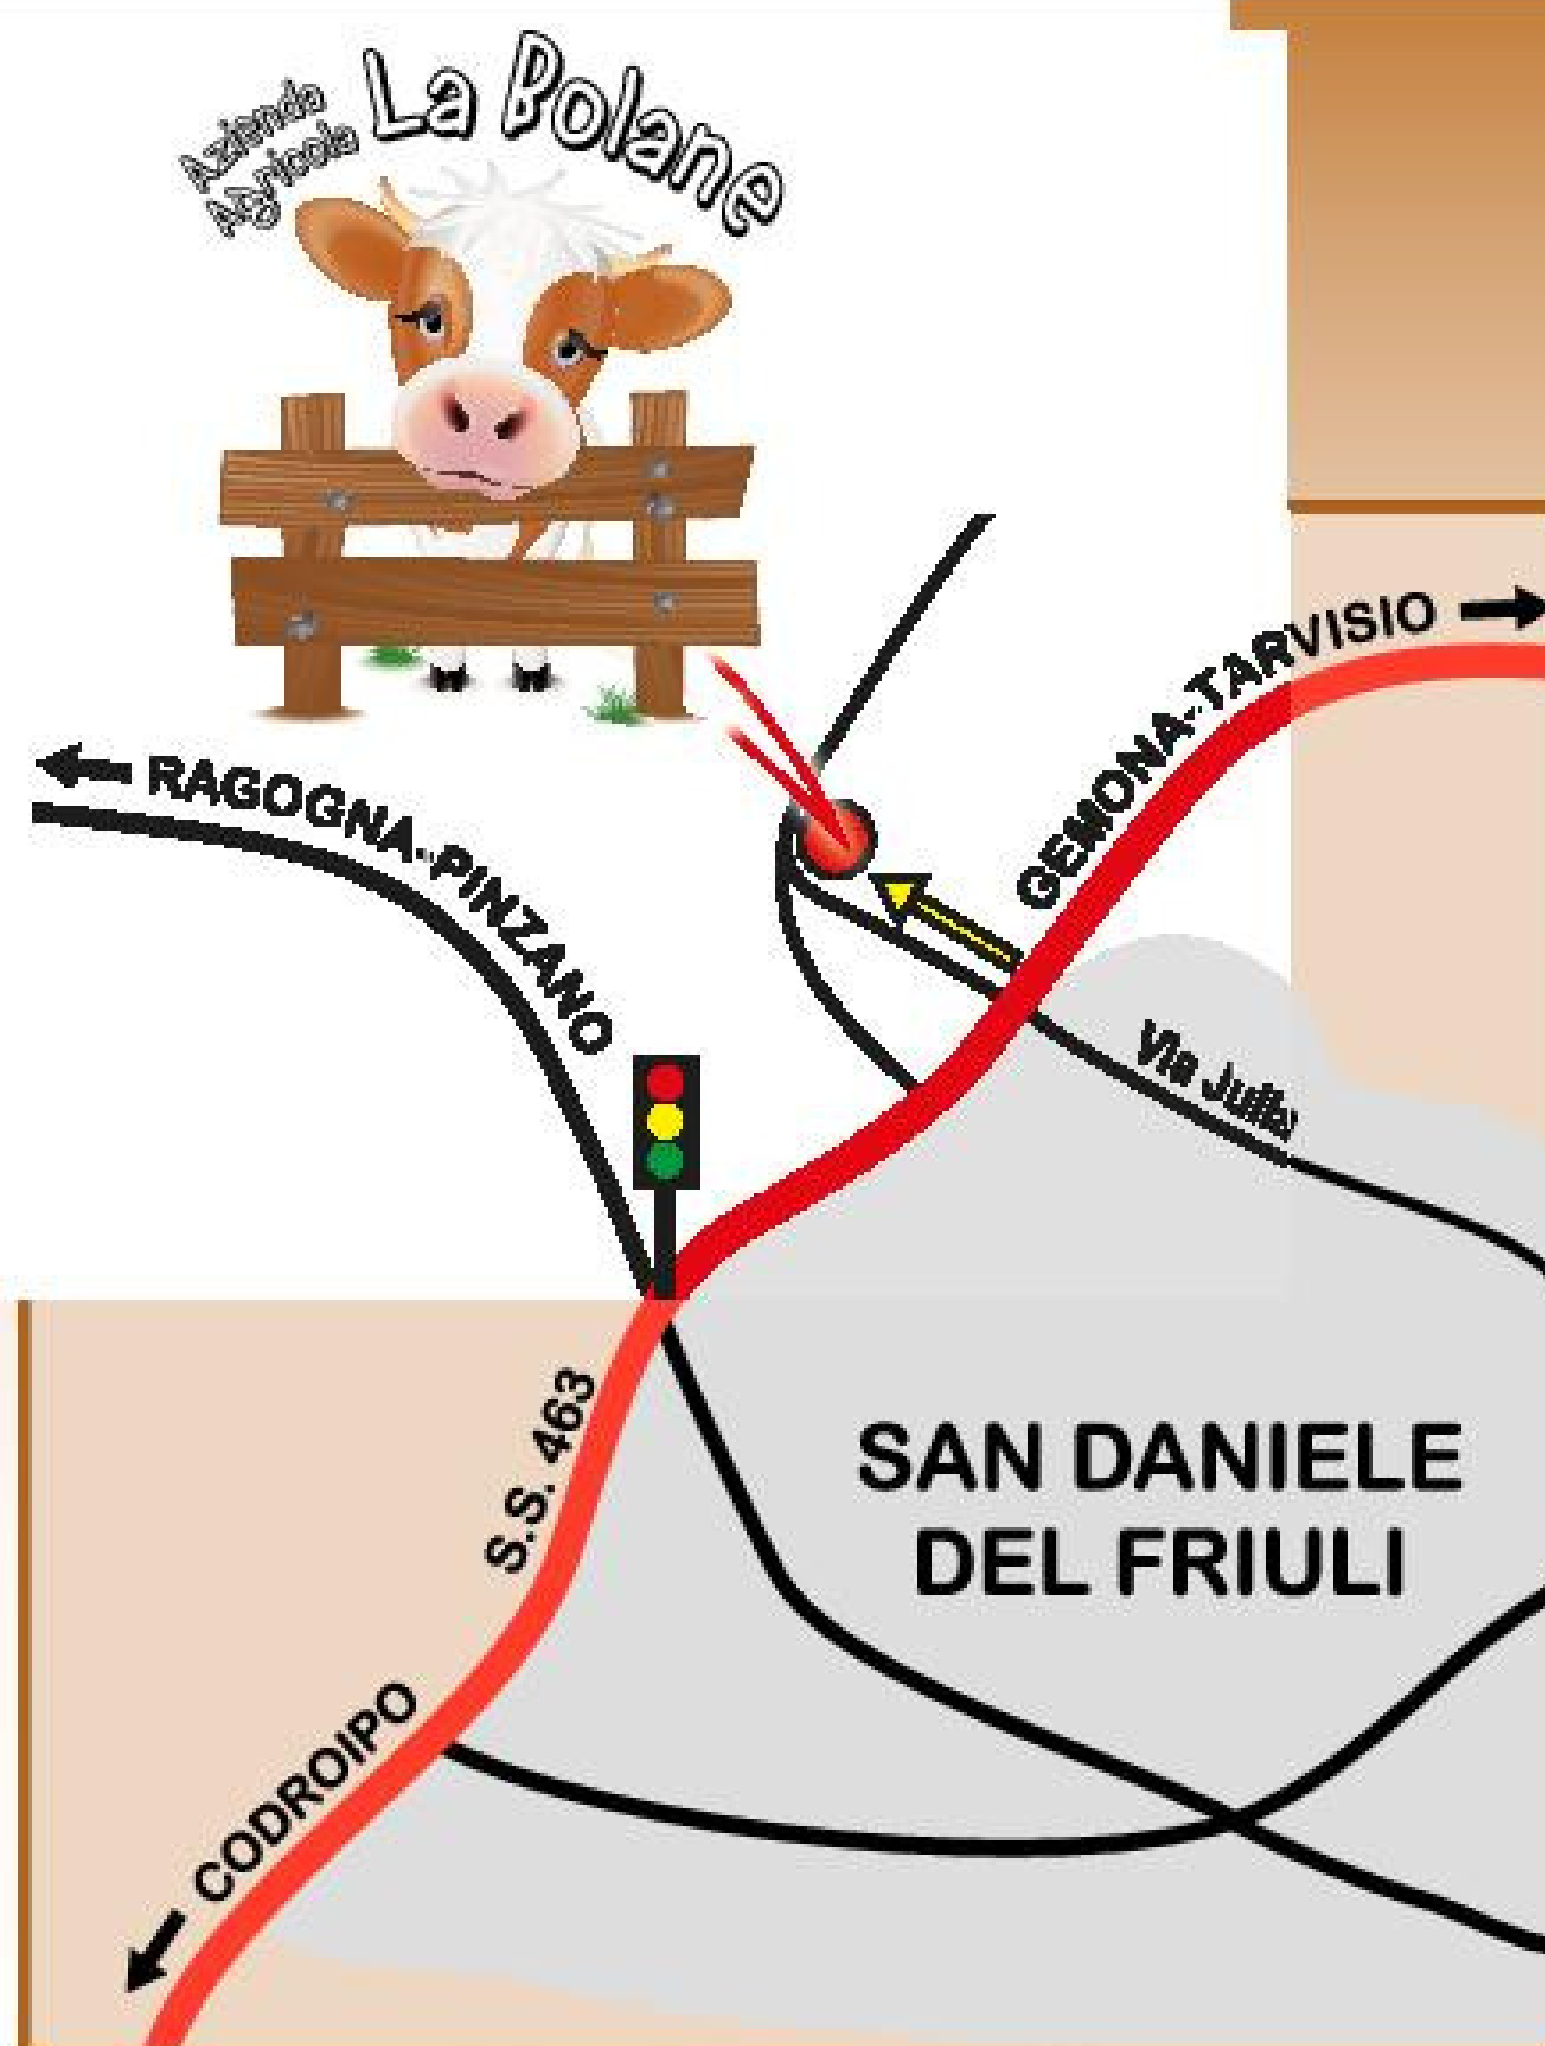 Azienda
Agricola
La Bolane
GEMONA-TARVISIO
RAGOGNA-PINZANO
Via Julia
S.S. 463
SAN DANIELE
DEL FRIULI
CODROIPO